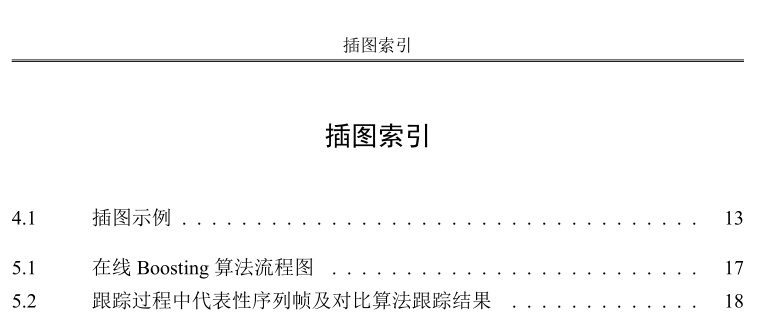 插图索引
插图索引
4.1 插图示例 . . . . . . . . . . . . . . . . . . . . . . . . . . . . . . . . . . . 13
5.1 在线 Boosting 算法流程图 . . . . . . . . . . . . . . . . . . . . . . . . . 17
5.2 跟踪过程中代表性序列帧及对比算法跟踪结果 . . . . . . . . . . . . . 18